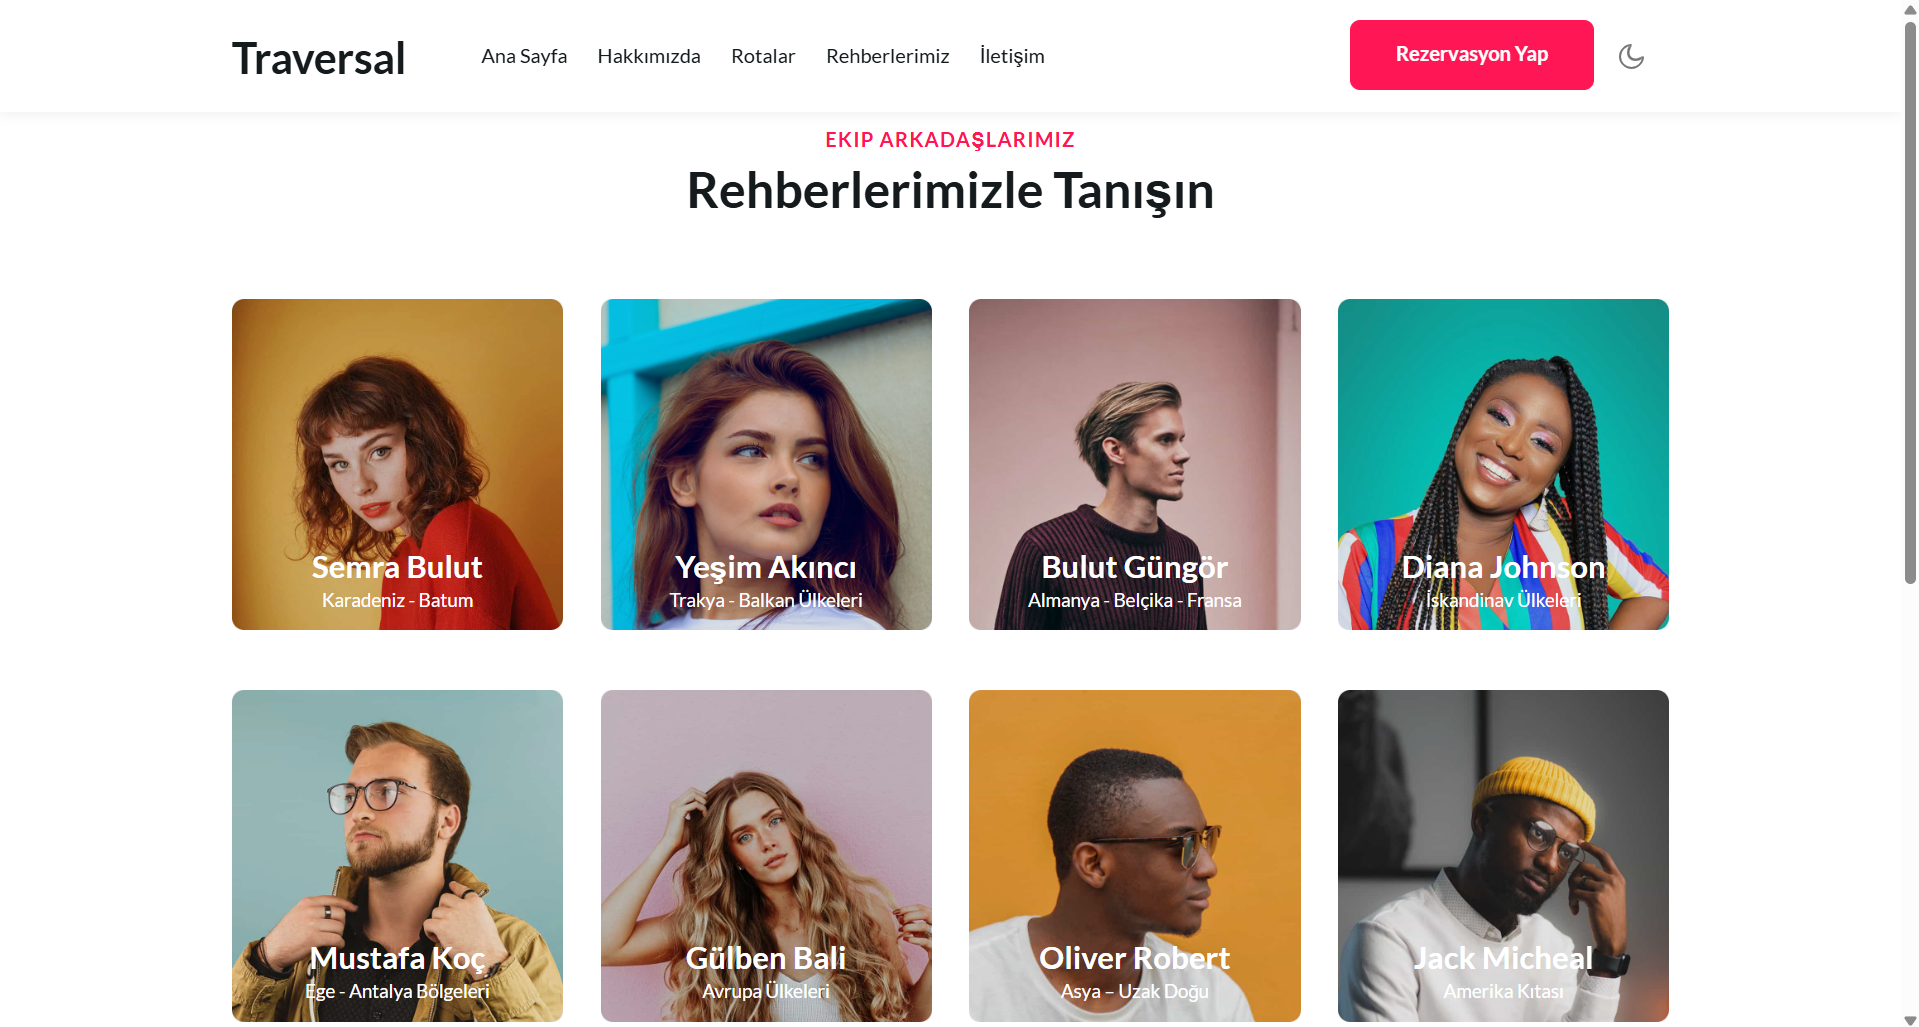 Traversal
Ana Sayfa
Hakkımızda
Rotalar
Rehberlerimiz
İletişim
Rezervasyon Yap
EKIP ARKADAŞLARIMIZ
Rehberlerimizle Tanışın
Semra Bulut
Karadeniz - Batum
Yeşim Akıncı
Trakya - Balkan Ülkeleri
Bulut Güngör
Almanya - Belçika - Fransa
Diana Johnson
İskandinav Ülkeleri
Mustafa Koç
Ege - Antalya Bölgeleri
Gülben Bali
Avrupa Ülkeleri
Oliver Robert
Asya – Uzak Doğu
Jack Micheal
Amerika Kıtası